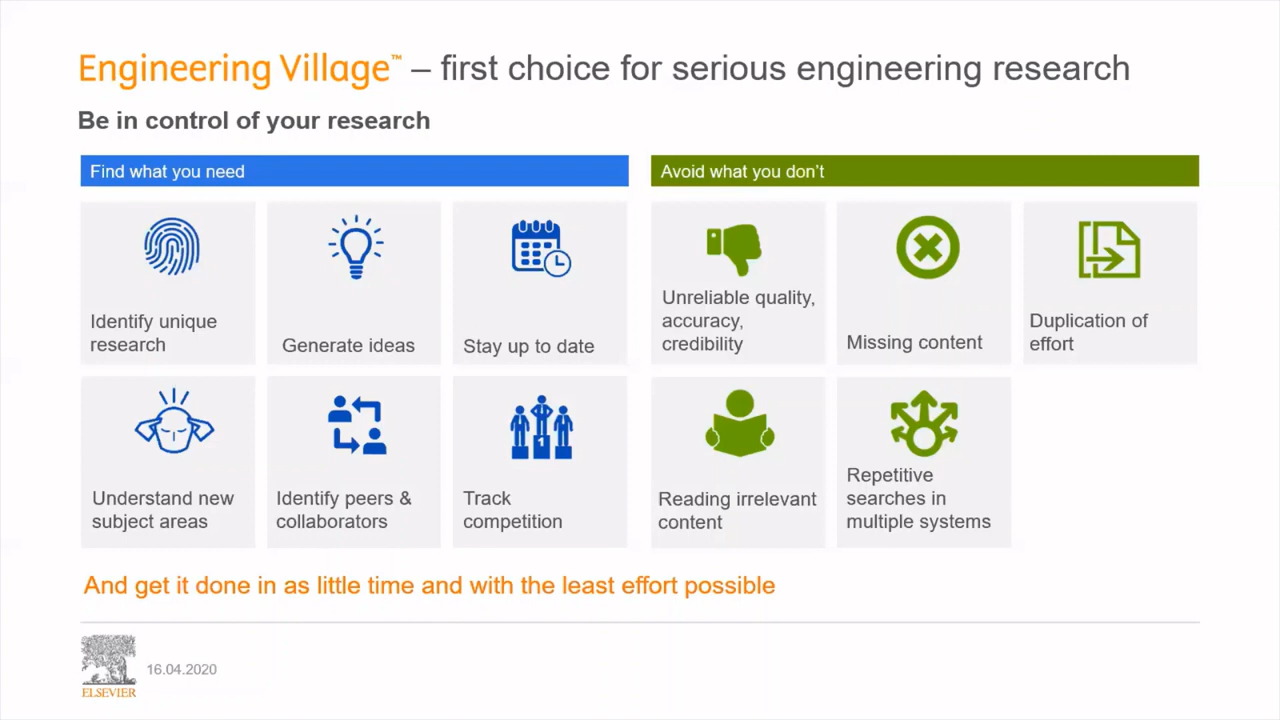 Engineering Village™ – first choice for serious engineering research
Be in control of your research
Find what you need
Identify unique
research
Generate ideas
Stay up to date
Understand new
subject areas
Identify peers &
collaborators
Track
competition
Avoid what you don't
Unreliable quality,
accuracy,
credibility
Missing content
Duplication of
effort
Reading irrelevant
content
Repetitive
searches in
multiple systems
And get it done in as little time and with the least effort possible
ELSEVIER
16.04.2020